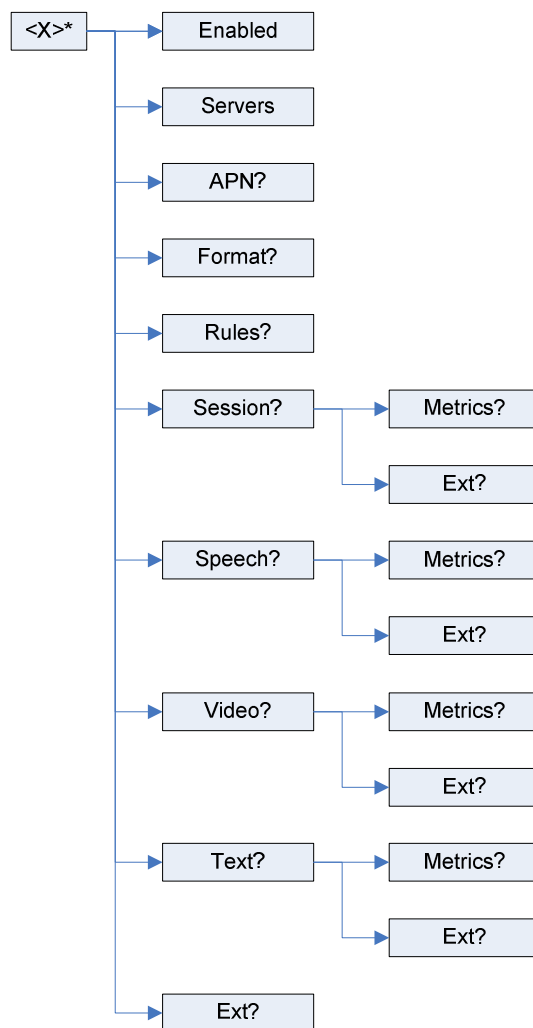 <X>*
Enabled
Servers
APN?
Format?
Rules?
Session?
Metrics?
Ext?
Speech?
Metrics?
Ext?
Video?
Metrics?
Ext?
Text?
Metrics?
Ext?
Ext?